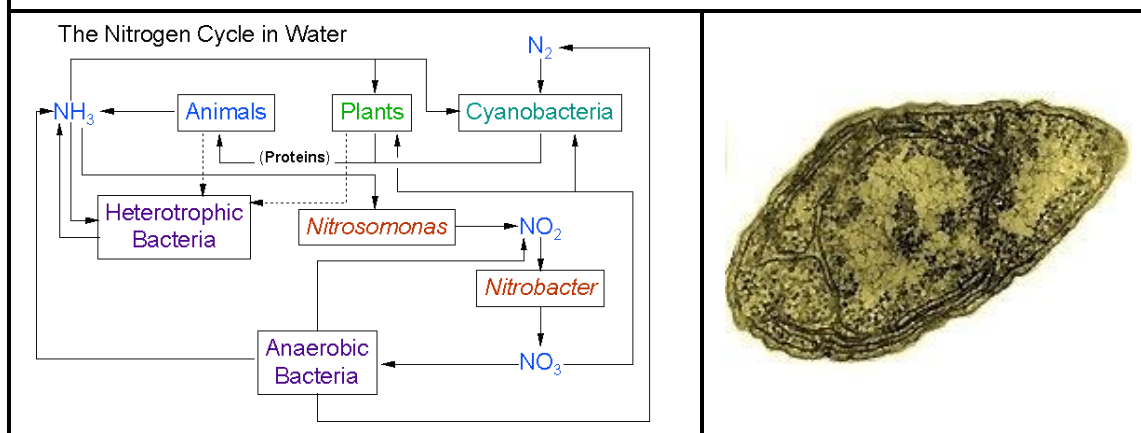 The Nitrogen Cycle in Water
N2
NH3
Animals
Plants
Cyanobacteria
(Proteins)
Heterotrophic
Bacteria
Nitrosomonas
NO2
Nitrobacter
Anaerobic
Bacteria
NO3